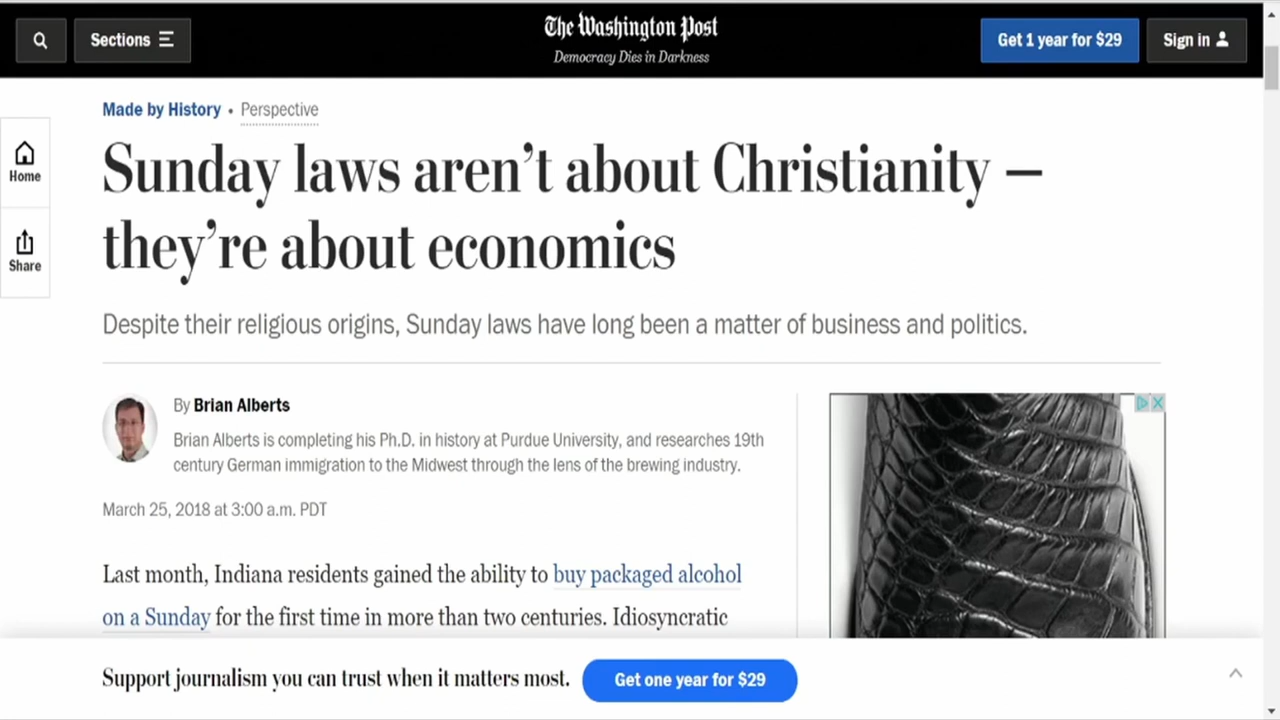 Sections
The Washington Post
Democracy Dies in Darkness
Get 1 year for $29
Sign in
Home
Share
Made by History • Perspective
Sunday laws aren’t about Christianity —
they’re about economics
Despite their religious origins, Sunday laws have long been a matter of business and politics.
By Brian Alberts
Brian Alberts is completing his Ph.D. in history at Purdue University, and researches 19th
century German immigration to the Midwest through the lens of the brewing industry.
March 25, 2018 at 3:00 a.m. PDT
Last month, Indiana residents gained the ability to buy packaged alcohol
on a Sunday for the first time in more than two centuries. Idiosyncratic
Support journalism you can trust when it matters most.
Get one year for $29